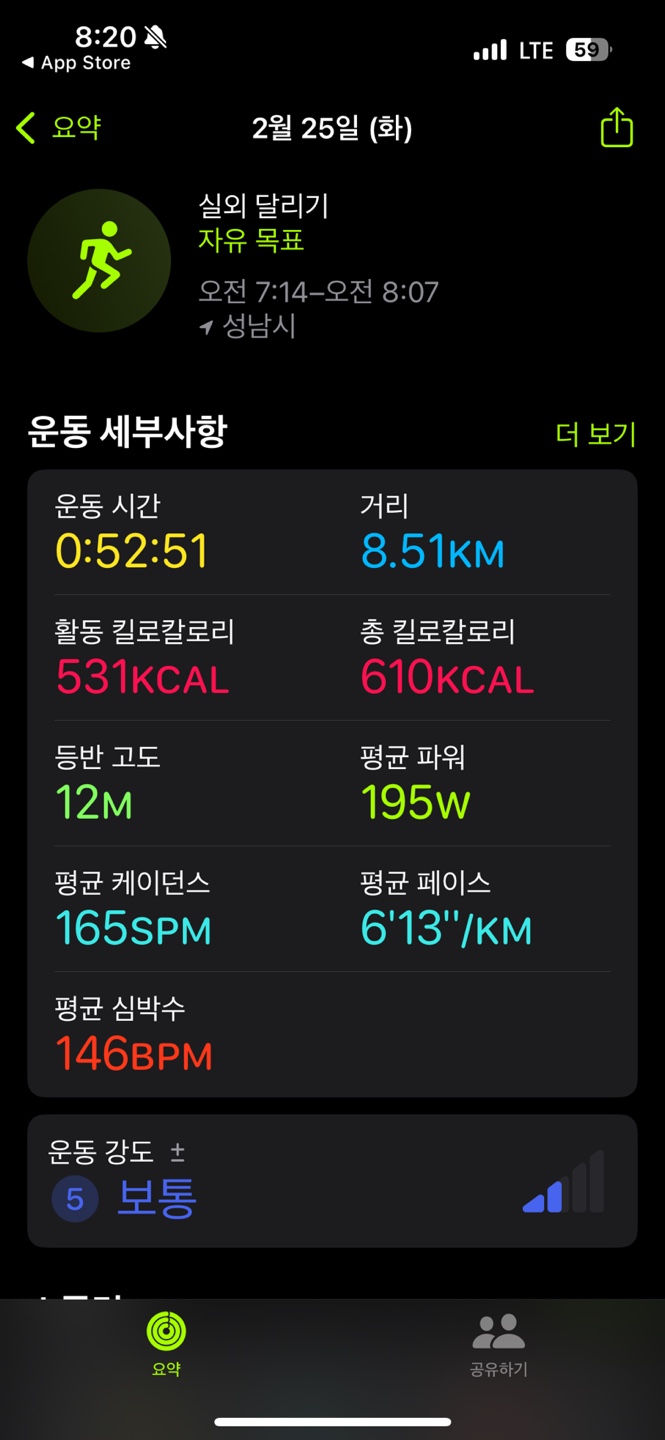 8:20
LTE 59
◀ App Store
요약
2월 25일 (화)
실외 달리기
자유 목표
오전 7:14–오전 8:07
성남시
운동 세부사항
더 보기
운동 시간
거리
0:52:51
8.51KM
활동 킬로칼로리
총 킬로칼로리
531KCAL
610KCAL
등반 고도
평균 파워
12M
195W
평균 케이던스
평균 페이스
165SPM
6'13''/KM
평균 심박수
146BPM
운동 강도 ±
5 보통
요약
공유하기